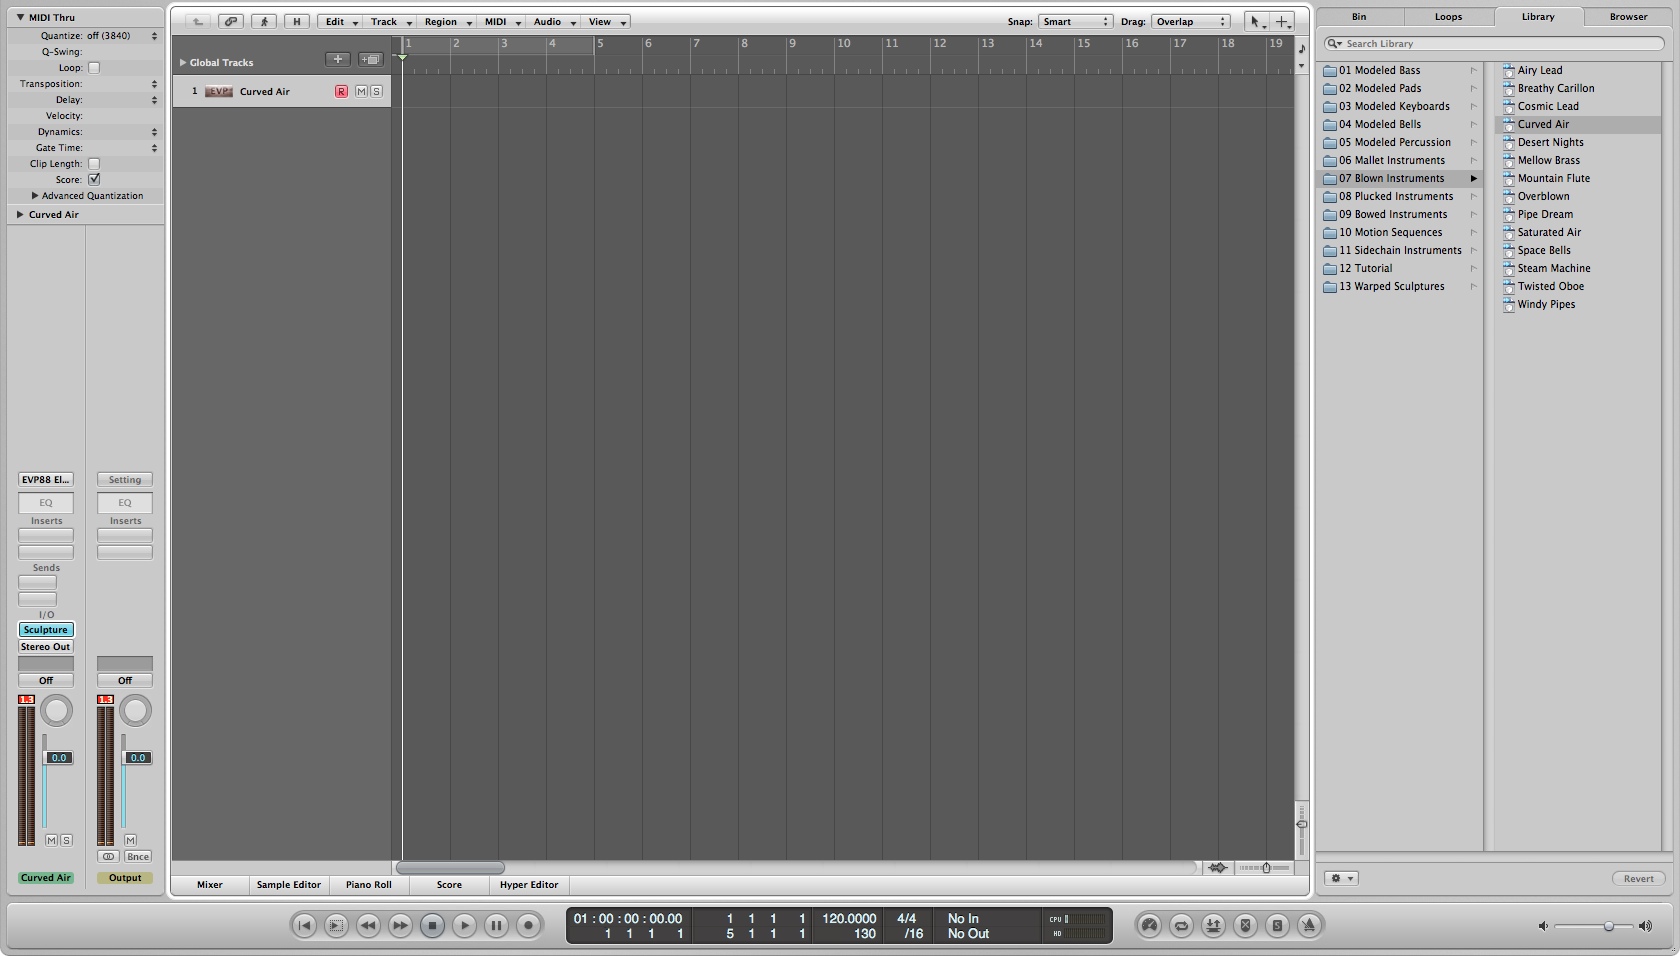 MIDI Thru
Quantize: off (3840)
Q-Swing:
Loop:
Transposition:
Delay:
Velocity:
Dynamics:
Gate Time:
Clip Length:
Score:
Advanced Quantization
Curved Air
EVP88 El... Setting
EQ EQ
Inserts Inserts
Sends
I/O
Sculpture
Stereo Out
Off Off
1.3 1.3
0.0 0.0
M S M
Bnce
Curved Air Output
H Edit Track Region MIDI Audio View Snap: Smart Drag: Overlap
1 2 3 4 5 6 7 8 9 10 11 12 13 14 15 16 17 18 19
Global Tracks
1 EVP Curved Air R M S
Mixer Sample Editor Piano Roll Score Hyper Editor
Bin Loops Library Browser
Search Library
01 Modeled Bass
02 Modeled Pads
03 Modeled Keyboards
04 Modeled Bells
05 Modeled Percussion
06 Mallet Instruments
07 Blown Instruments
08 Plucked Instruments
09 Bowed Instruments
10 Motion Sequences
11 Sidechain Instruments
12 Tutorial
13 Warped Sculptures
Airy Lead
Breathy Carillon
Cosmic Lead
Curved Air
Desert Nights
Mellow Brass
Mountain Flute
Overblown
Pipe Dream
Saturated Air
Space Bells
Steam Machine
Twisted Oboe
Windy Pipes
Revert
01 : 00 : 00 : 00.00 1 1 1 1 120.0000 4/4 No In CPU
1 1 1 1 5 1 1 1 130 /16 No Out HD
S